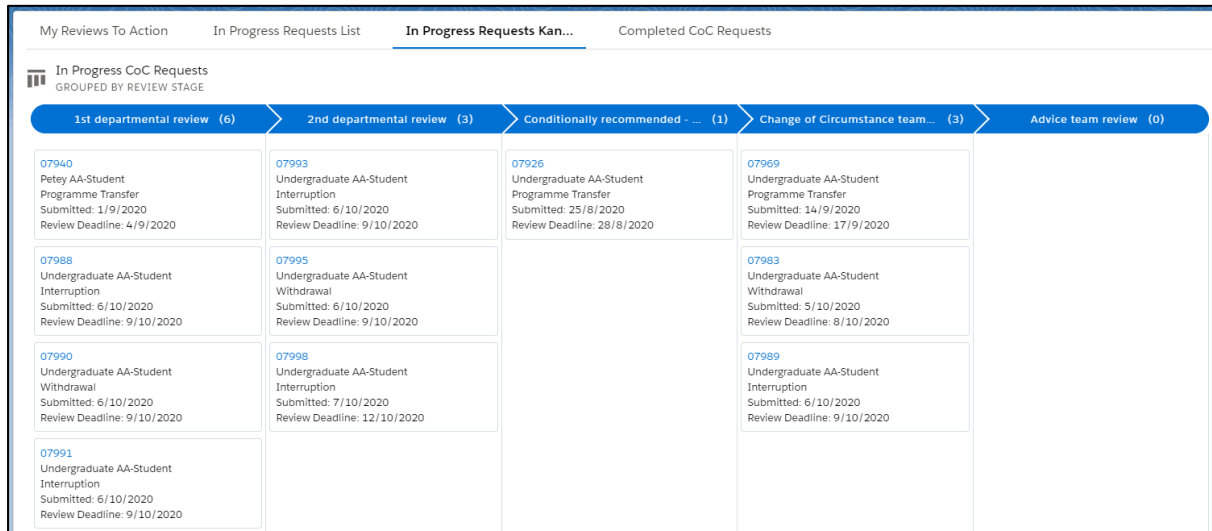 My Reviews To Action
In Progress Requests List
In Progress Requests Kan...
Completed CoC Requests
In Progress CoC Requests
GROUPED BY REVIEW STAGE
1st departmental review (6)
2nd departmental review (3)
Conditionally recommended - ... (1)
Change of Circumstance team... (3)
Advice team review (0)
07940
Petey AA-Student
Programme Transfer
Submitted: 1/9/2020
Review Deadline: 4/9/2020
07988
Undergraduate AA-Student
Interruption
Submitted: 6/10/2020
Review Deadline: 9/10/2020
07990
Undergraduate AA-Student
Withdrawal
Submitted: 6/10/2020
Review Deadline: 9/10/2020
07991
Undergraduate AA-Student
Interruption
Submitted: 6/10/2020
Review Deadline: 9/10/2020
07993
Undergraduate AA-Student
Interruption
Submitted: 6/10/2020
Review Deadline: 9/10/2020
07995
Undergraduate AA-Student
Withdrawal
Submitted: 6/10/2020
Review Deadline: 9/10/2020
07998
Undergraduate AA-Student
Interruption
Submitted: 7/10/2020
Review Deadline: 12/10/2020
07926
Undergraduate AA-Student
Programme Transfer
Submitted: 25/8/2020
Review Deadline: 28/8/2020
07969
Undergraduate AA-Student
Programme Transfer
Submitted: 14/9/2020
Review Deadline: 17/9/2020
07983
Undergraduate AA-Student
Withdrawal
Submitted: 5/10/2020
Review Deadline: 8/10/2020
07989
Undergraduate AA-Student
Interruption
Submitted: 6/10/2020
Review Deadline: 9/10/2020